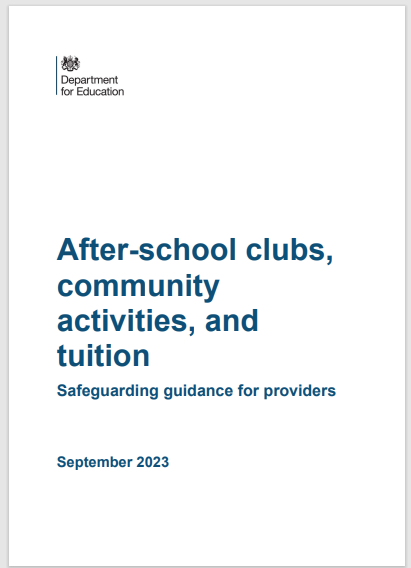 Department
for Education
After-school clubs,
community
activities, and
tuition
Safeguarding guidance for providers
September 2023